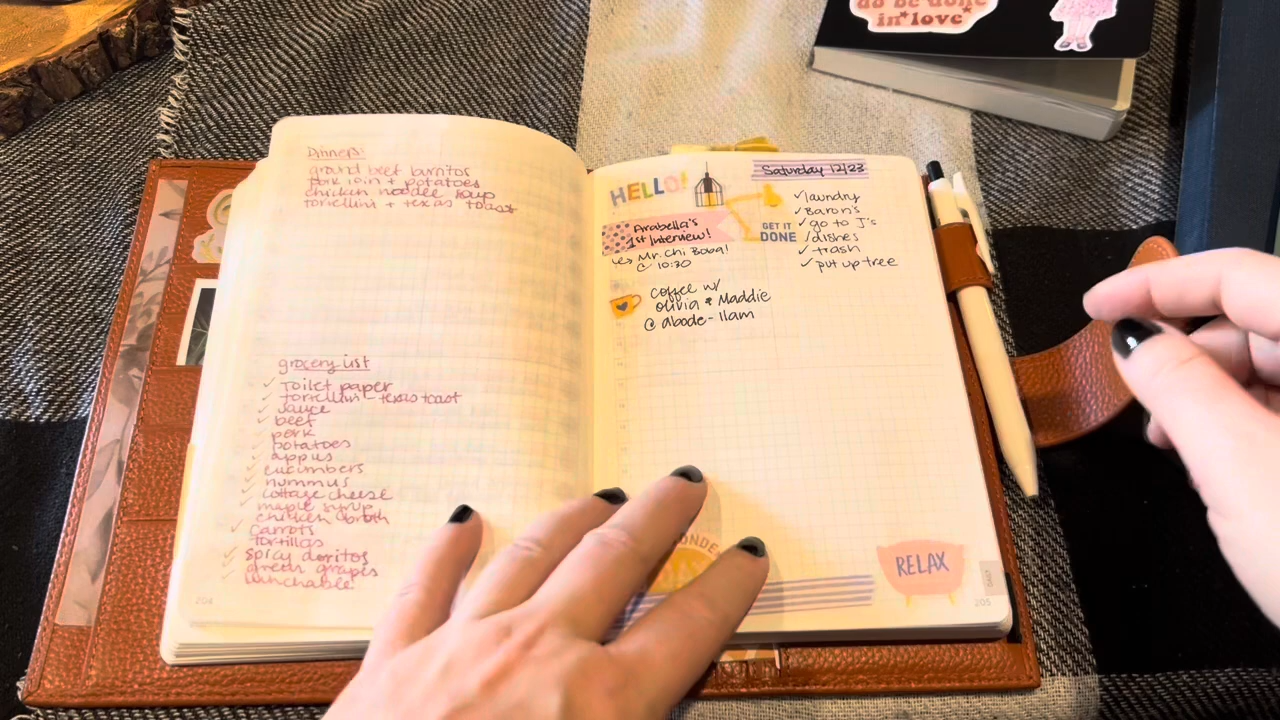 do be done
in*love*
Dinners:
ground beef burritos
pork loin + potatoes
chicken noodle soup
tortellini + texas toast
grocery list
✓ toilet paper
✓ tortellini - texas toast
✓ sauce
✓ beef
✓ pork
✓ potatoes
✓ apples
✓ cucumbers
✓ hummus
✓ cottage cheese
✓ maple syrup
chicken broth
✓ carrots
tortillas
✓ spicy doritos
✓ green grapes
✓ lunchable
204
HELLO!
Saturday 12/23
Arabella's
1st Interview!
↳ Mr. Chi Boba!
@ 10:30
coffee w/
olivia & Maddie
@ abode - 11am
GET IT
DONE
✓ laundry
✓ Baron's
✓ go to J's
/ dishes
✓ trash
✓ put up tree
RELAX
205